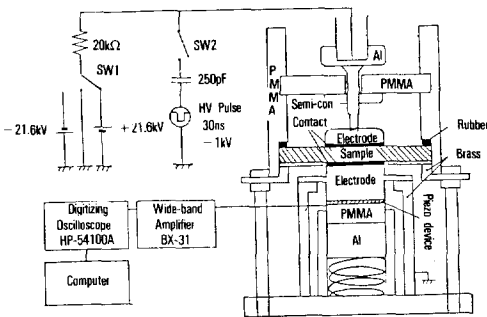 20kΩ
SW1
SW2
250pF
HV Pulse
30ns
- 1kV
- 21.6kV
+ 21.6kV
PMMA
Al
PMMA
Semi-con
Contact
Electrode
Sample
Electrode
Rubber
Brass
Piezo device
PMMA
Al
Digitizing
Oscilloscope
HP-54100A
Wide-band
Amplifier
BX-31
Computer